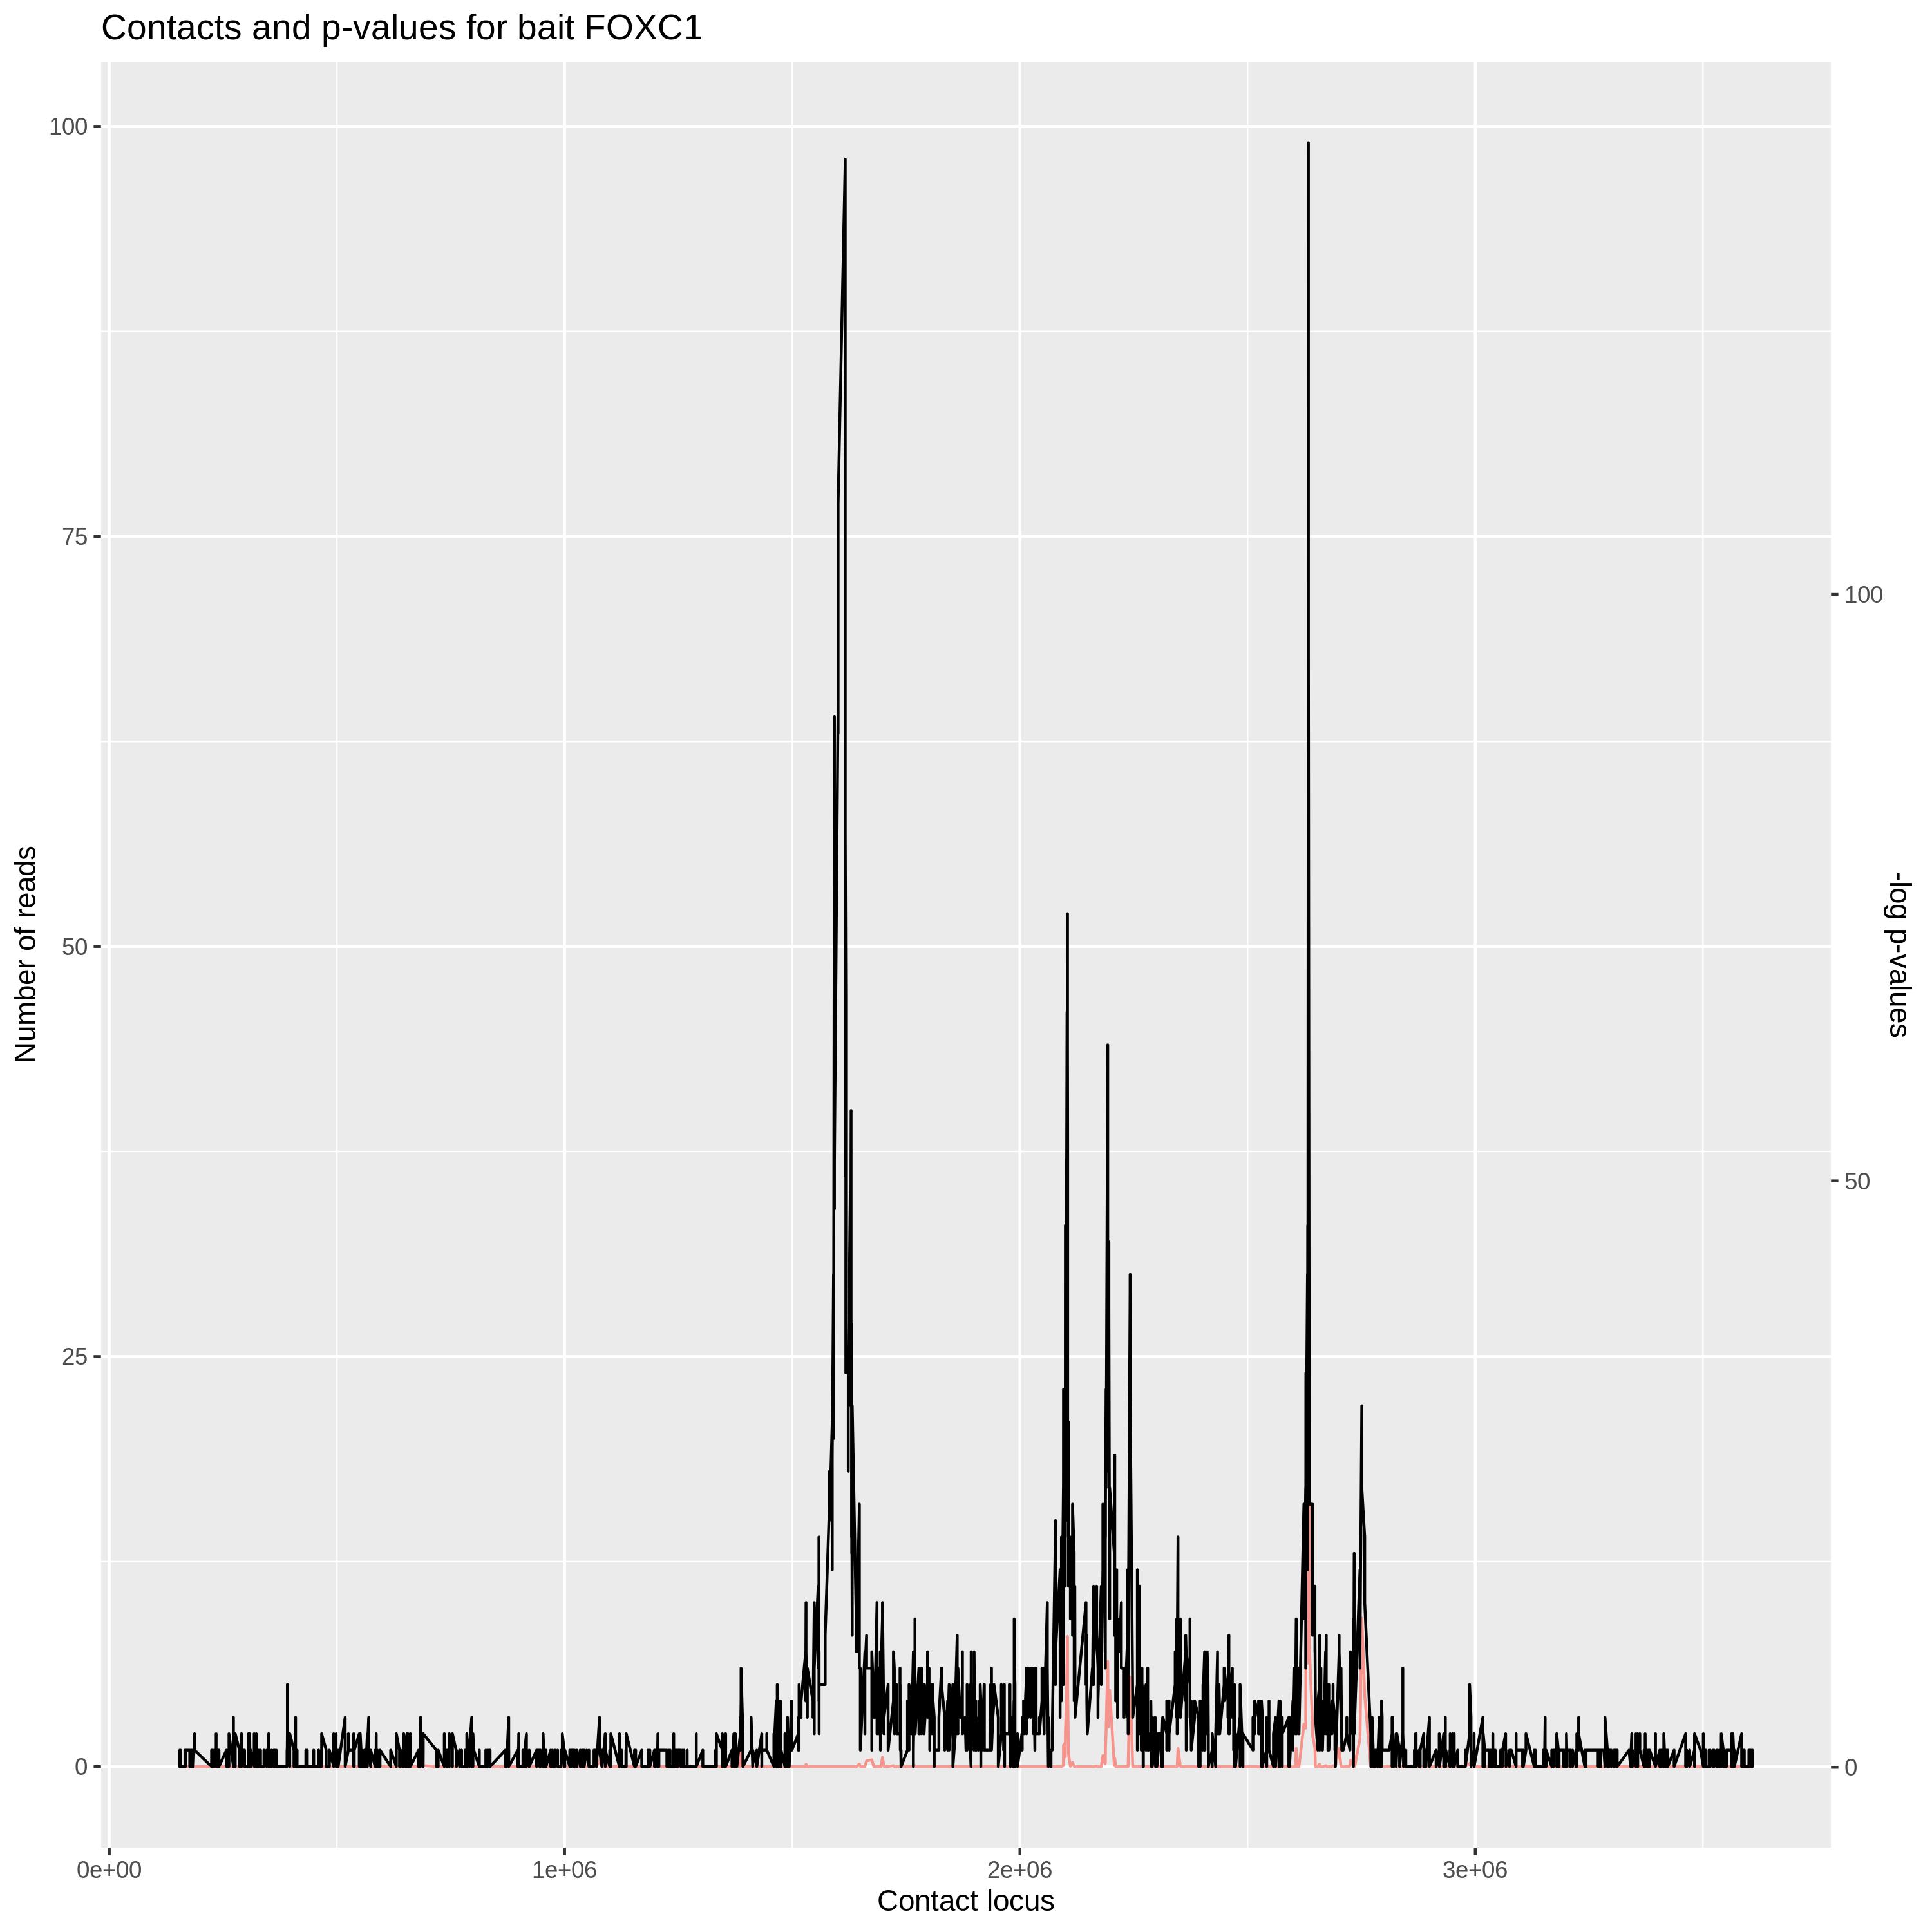 Contacts and p-values for bait FOXC1
100
75
50
25
0
Number of reads
100
50
0
-log p-values
0e+00
1e+06
2e+06
3e+06
Contact locus